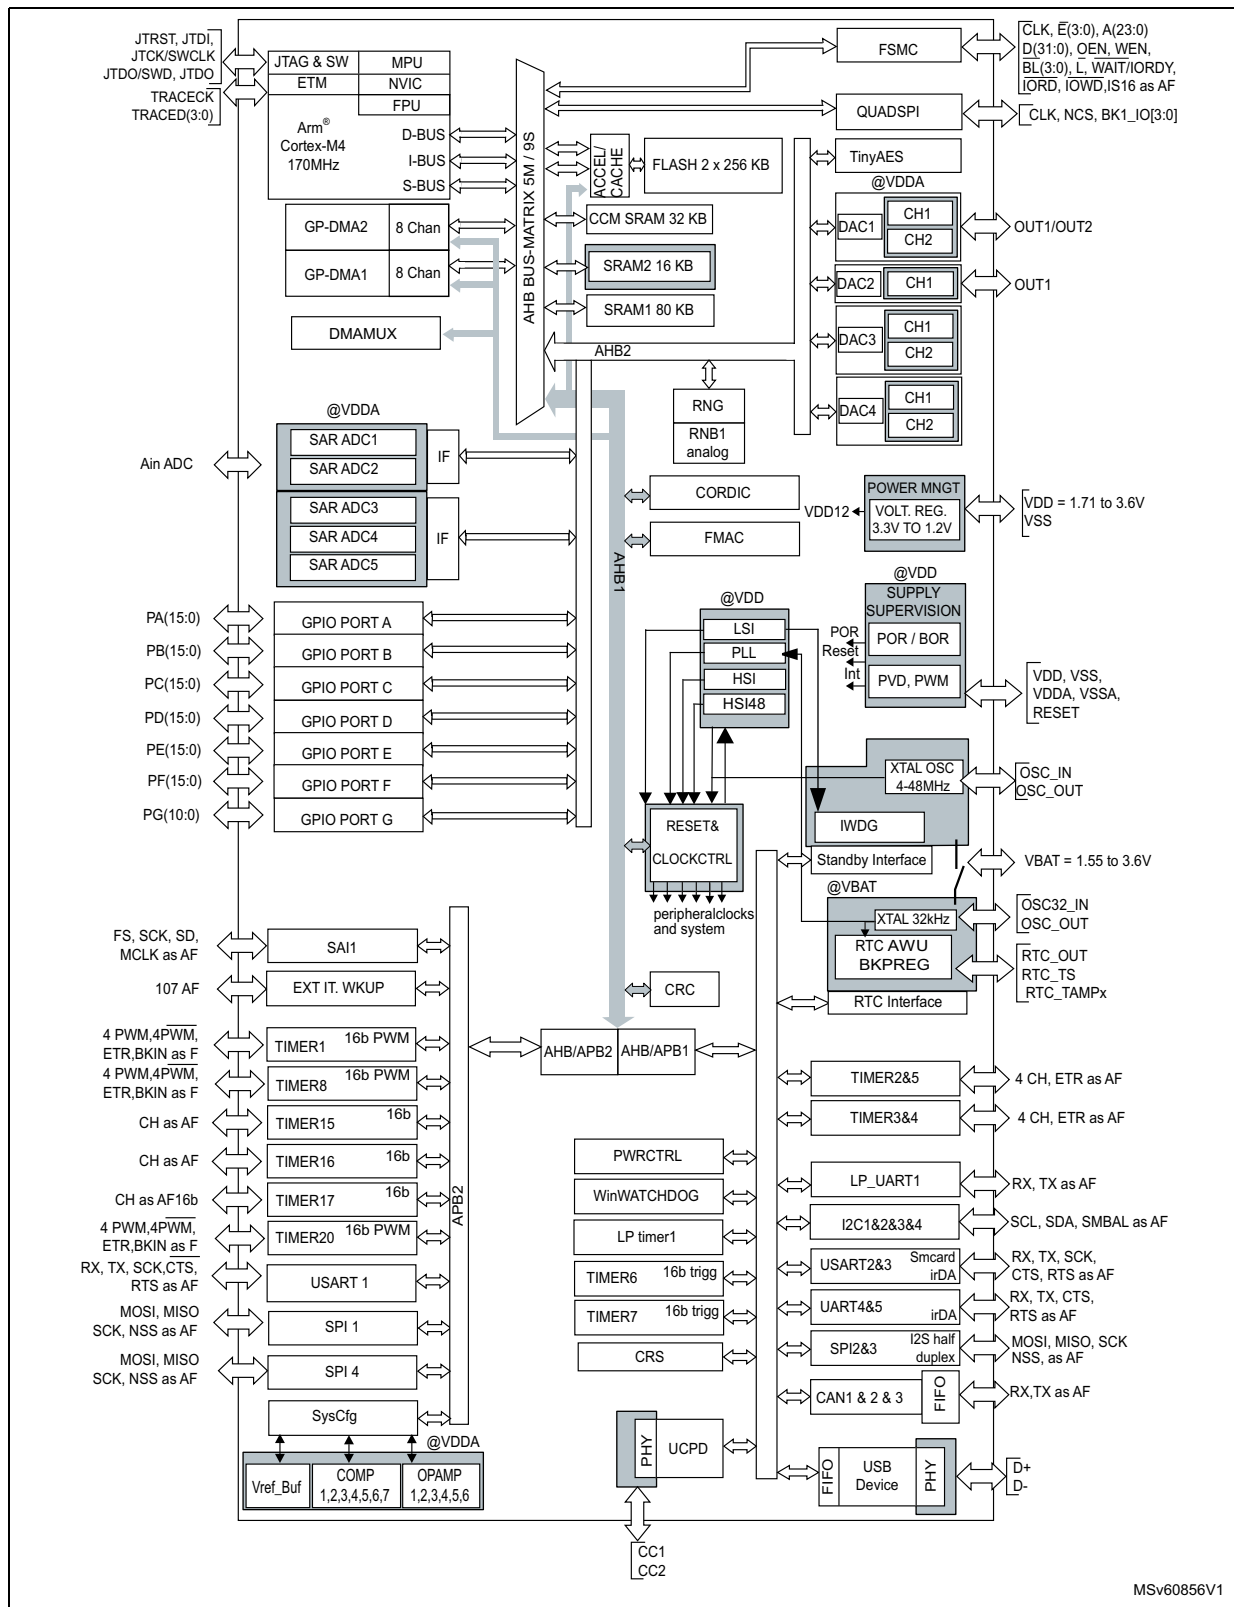 JTRST, JTDI,
JTCK/SWCLK
JTDO/SWD, JTDO
TRACECK
TRACED(3:0)
JTAG & SW
MPU
ETM
NVIC
FPU
Arm®
Cortex-M4
170MHz
D-BUS
I-BUS
S-BUS
GP-DMA2
8 Chan
GP-DMA1
8 Chan
DMAMUX
AHB BUS-MATRIX 5M / 9S
ACCEL/
CACHE
FLASH 2 x 256 KB
CCM SRAM 32 KB
SRAM2 16 KB
SRAM1 80 KB
AHB2
RNG
RNB1
analog
FSMC
CLK, E(3:0), A(23:0)
D(31:0), OEN, WEN,
BL(3:0), L, WAIT/IORDY,
IORD, IOWD,IS16 as AF
QUADSPI
CLK, NCS, BK1_IO[3:0]
TinyAES
@VDDA
DAC1
CH1
CH2
OUT1/OUT2
DAC2
CH1
OUT1
DAC3
CH1
CH2
DAC4
CH1
CH2
@VDDA
Ain ADC
SAR ADC1
SAR ADC2
IF
SAR ADC3
SAR ADC4
SAR ADC5
IF
CORDIC
FMAC
AHB1
POWER MNGT
VDD12
VOLT. REG.
3.3V TO 1.2V
VDD = 1.71 to 3.6V
VSS
@VDD
SUPPLY
SUPERVISION
POR
Reset
Int
POR / BOR
PVD, PWM
VDD, VSS,
VDDA, VSSA,
RESET
@VDD
LSI
PLL
HSI
HSI48
PA(15:0)
GPIO PORT A
PB(15:0)
GPIO PORT B
PC(15:0)
GPIO PORT C
PD(15:0)
GPIO PORT D
PE(15:0)
GPIO PORT E
PF(15:0)
GPIO PORT F
PG(10:0)
GPIO PORT G
XTAL OSC
4-48MHz
OSC_IN
OSC_OUT
IWDG
RESET&
CLOCKCTRL
peripheralclocks
and system
Standby Interface
VBAT = 1.55 to 3.6V
@VBAT
XTAL 32kHz
OSC32_IN
OSC_OUT
RTC AWU
BKPREG
RTC_OUT
RTC_TS
RTC_TAMPx
RTC Interface
CRC
AHB/APB2
AHB/APB1
FS, SCK, SD,
MCLK as AF
SAI1
107 AF
EXT IT. WKUP
4 PWM,4PWM,
ETR,BKIN as F
TIMER1
16b PWM
4 PWM,4PWM,
ETR,BKIN as F
TIMER8
16b PWM
CH as AF
TIMER15
16b
CH as AF
TIMER16
16b
CH as AF16b
TIMER17
16b
4 PWM,4PWM,
ETR,BKIN as F
TIMER20
16b PWM
RX, TX, SCK,CTS,
RTS as AF
USART 1
MOSI, MISO
SCK, NSS as AF
SPI 1
MOSI, MISO
SCK, NSS as AF
SPI 4
SysCfg
APB2
@VDDA
Vref_Buf
COMP
1,2,3,4,5,6,7
OPAMP
1,2,3,4,5,6
PWRCTRL
WinWATCHDOG
LP timer1
TIMER6
16b trigg
TIMER7
16b trigg
CRS
PHY
UCPD
CC1
CC2
TIMER2&5
4 CH, ETR as AF
TIMER3&4
4 CH, ETR as AF
LP_UART1
RX, TX as AF
I2C1&2&3&4
SCL, SDA, SMBAL as AF
USART2&3
Smcard
irDA
RX, TX, SCK,
CTS, RTS as AF
UART4&5
irDA
RX, TX, CTS,
RTS as AF
SPI2&3
I2S half
duplex
MOSI, MISO, SCK
NSS, as AF
CAN1 & 2 & 3
FIFO
RX,TX as AF
FIFO
USB
Device
PHY
D+
D-
MSv60856V1